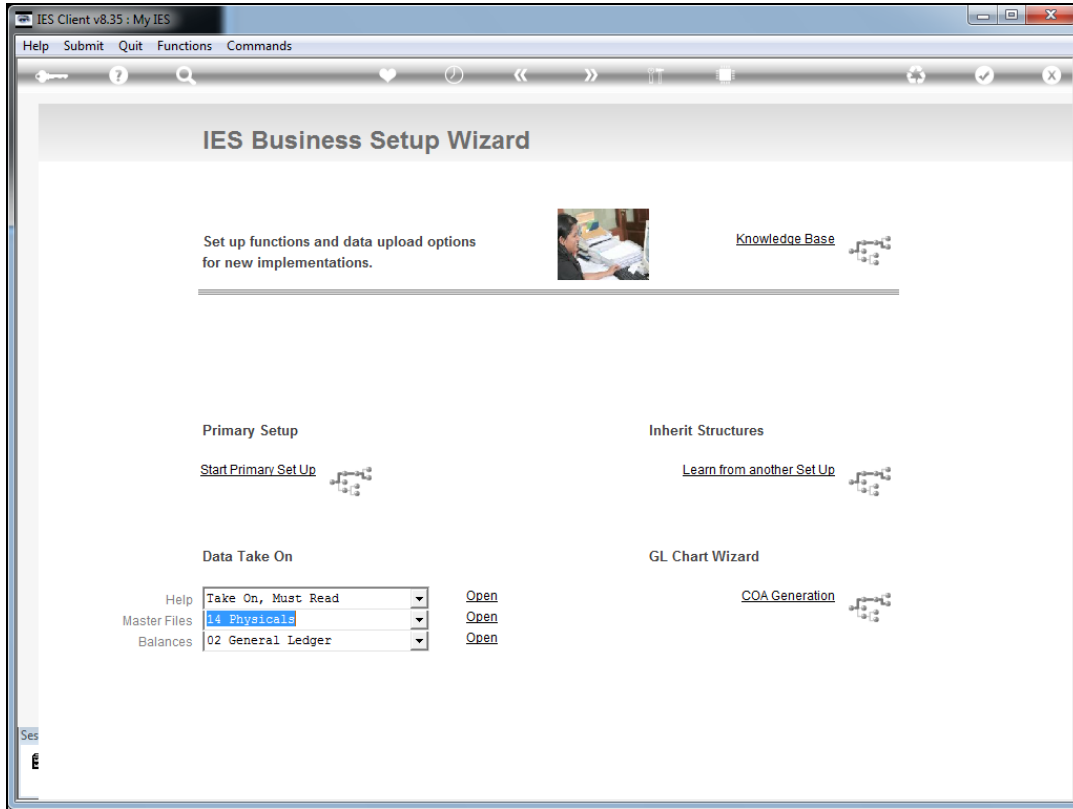 IES Client v8.35 : My IES
Help Submit Quit Functions Commands
IES Business Setup Wizard
Set up functions and data upload options
for new implementations.
Knowledge Base
Primary Setup
Inherit Structures
Start Primary Set Up
Learn from another Set Up
Data Take On
GL Chart Wizard
Help Take On, Must Read Open
COA Generation
Master Files 14 Physicals Open
Balances 02 General Ledger Open
Ses